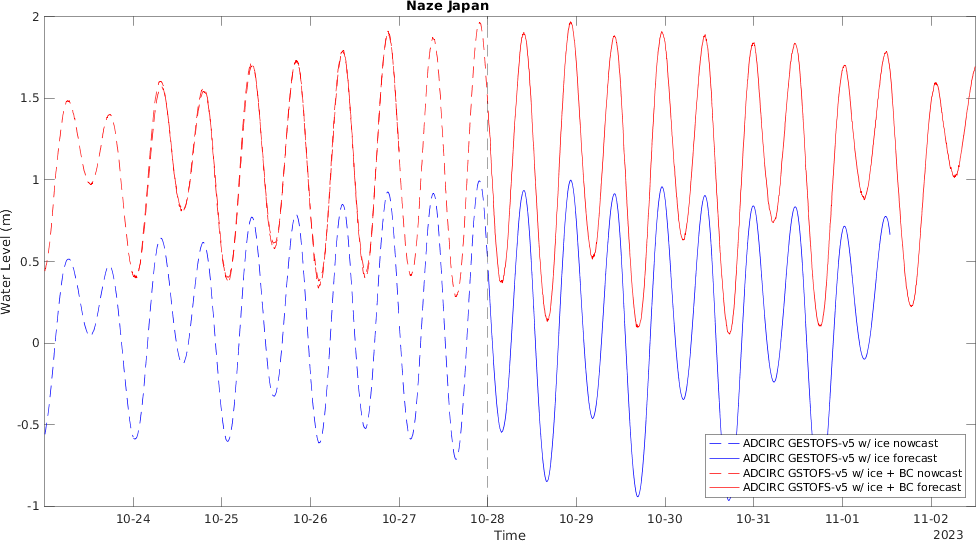 Naze Japan
2
1.5
1
0.5
0
-0.5
-1
Water Level (m)
10-24
10-25
10-26
10-27
10-28
10-29
10-30
10-31
11-01
11-02
Time
2023
ADCIRC GESTOFS-v5 w/ ice nowcast
ADCIRC GESTOFS-v5 w/ ice forecast
ADCIRC GSTOFS-v5 w/ ice + BC nowcast
ADCIRC GSTOFS-v5 w/ ice + BC forecast